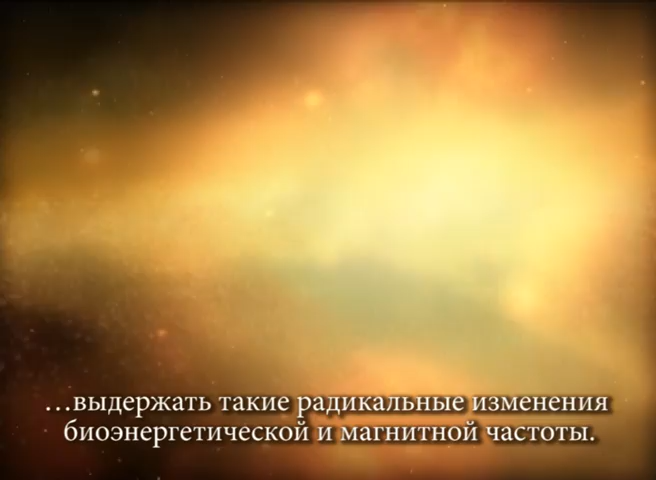 …выдержать такие радикальные изменения
биоэнергетической и магнитной частоты.